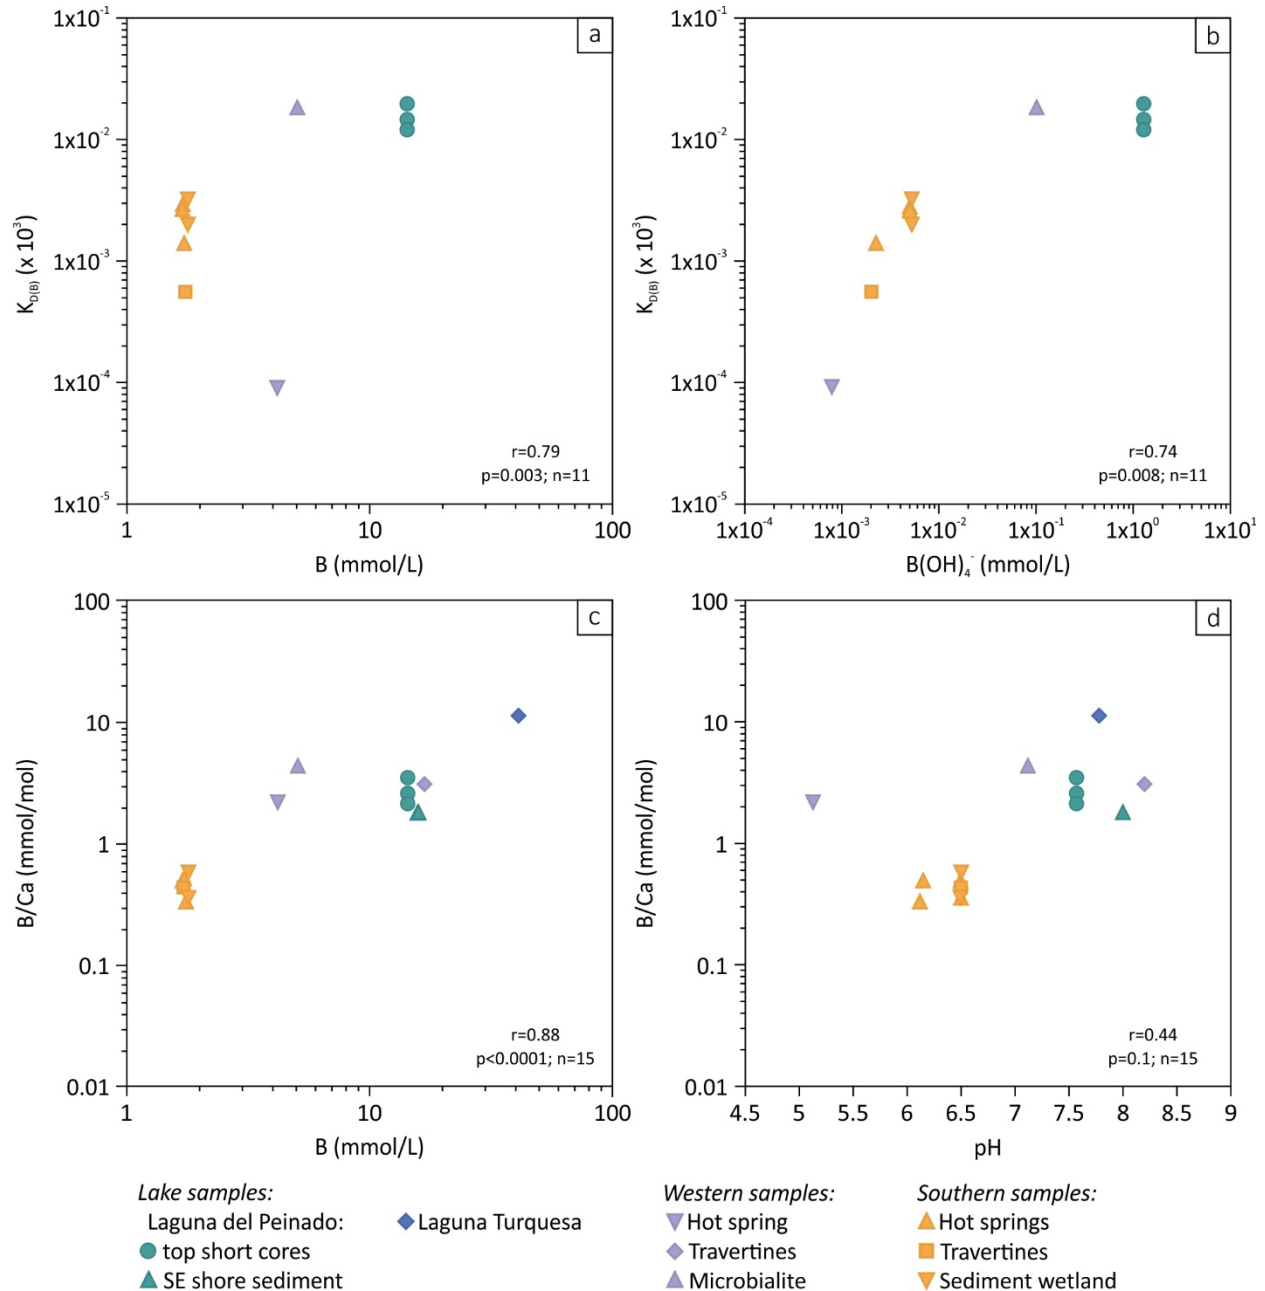 a
1x10⁻¹
1x10⁻²
1x10⁻³
1x10⁻⁴
1x10⁻⁵
K_D(B) (x 10³)
1
10
100
B (mmol/L)
r=0.79
p=0.003; n=11
b
1x10⁻¹
1x10⁻²
1x10⁻³
1x10⁻⁴
1x10⁻⁵
K_D(B) (x 10³)
1x10⁻⁴
1x10⁻³
1x10⁻²
1x10⁻¹
1x10⁰
1x10¹
B(OH)₄⁻ (mmol/L)
r=0.74
p=0.008; n=11
c
100
10
1
0.1
0.01
B/Ca (mmol/mol)
1
10
100
B (mmol/L)
r=0.88
p<0.0001; n=15
d
100
10
1
0.1
0.01
B/Ca (mmol/mol)
4.5
5
5.5
6
6.5
7
7.5
8
8.5
9
pH
r=0.44
p=0.1; n=15
Lake samples:
Laguna del Peinado:
top short cores
SE shore sediment
Laguna Turquesa
Western samples:
Hot spring
Travertines
Microbialite
Southern samples:
Hot springs
Travertines
Sediment wetland